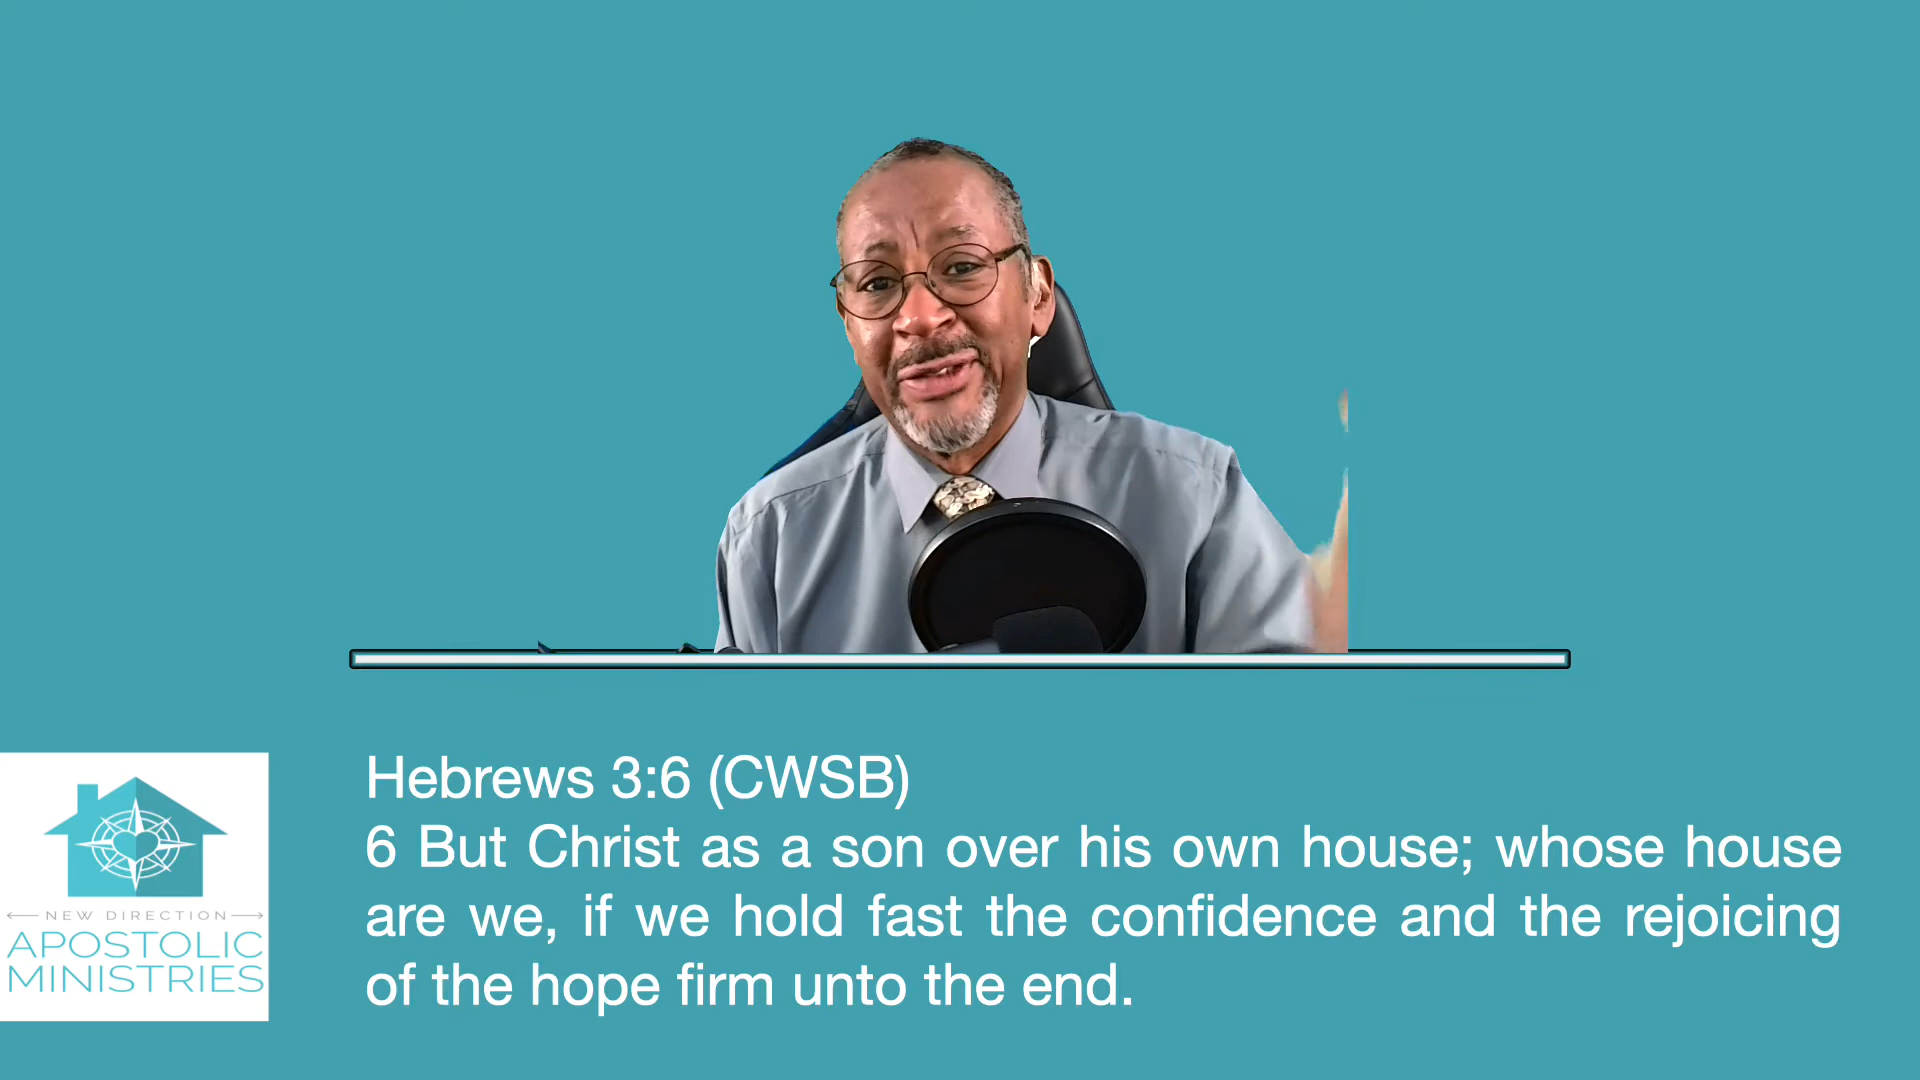 Hebrews 3:6 (CWSB)
6 But Christ as a son over his own house; whose house
are we, if we hold fast the confidence and the rejoicing
of the hope firm unto the end.
NEW DIRECTION
APOSTOLIC
MINISTRIES